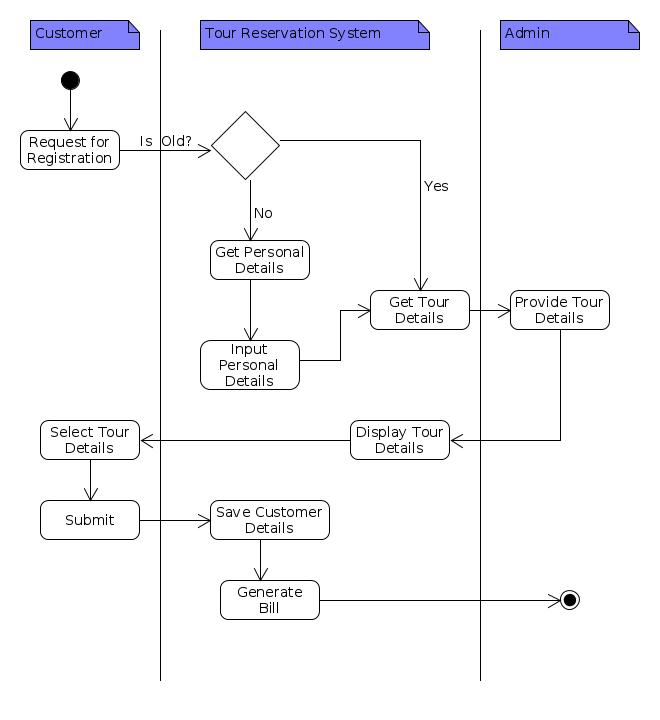 Customer
Tour Reservation System
Admin
Request for
Registration
Is Old?
Yes
No
Get Personal
Details
Get Tour
Details
Provide Tour
Details
Input
Personal
Details
Select Tour
Details
Display Tour
Details
Submit
Save Customer
Details
Generate
Bill